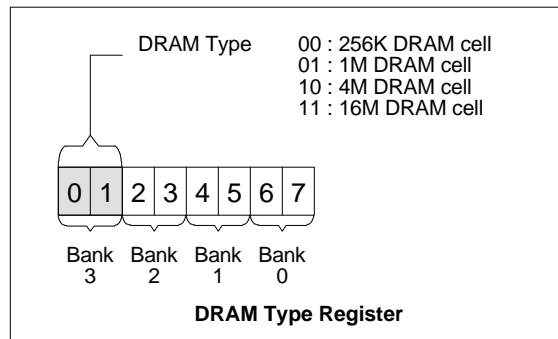 DRAM Type 00 : 256K DRAM cell
01 : 1M DRAM cell
10 : 4M DRAM cell
11 : 16M DRAM cell
0 1 2 3 4 5 6 7
Bank Bank Bank Bank
3 2 1 0
DRAM Type Register